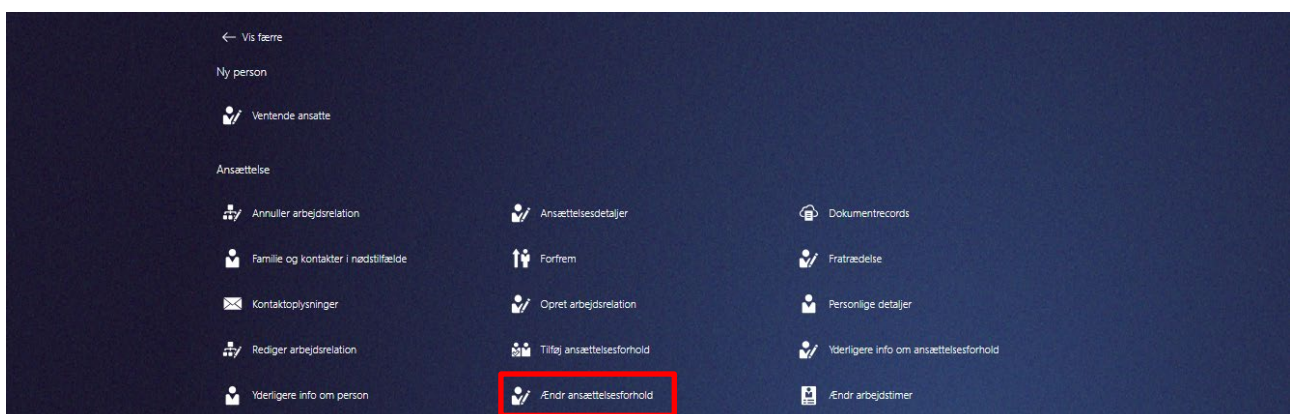 Vis færre
Ny person
Ventende ansatte
Ansættelse
Annuller arbejdsrelation
Ansættelsesdetaljer
Dokumentrecords
Familie og kontakter i nødstilfælde
Forfrem
Fratrædelse
Kontaktoplysninger
Opret arbejdsrelation
Personlige detaljer
Rediger arbejdsrelation
Tilføj ansættelsesforhold
Yderligere info om ansættelsesforhold
Yderligere info om person
Ændr ansættelsesforhold
Ændr arbejdstimer